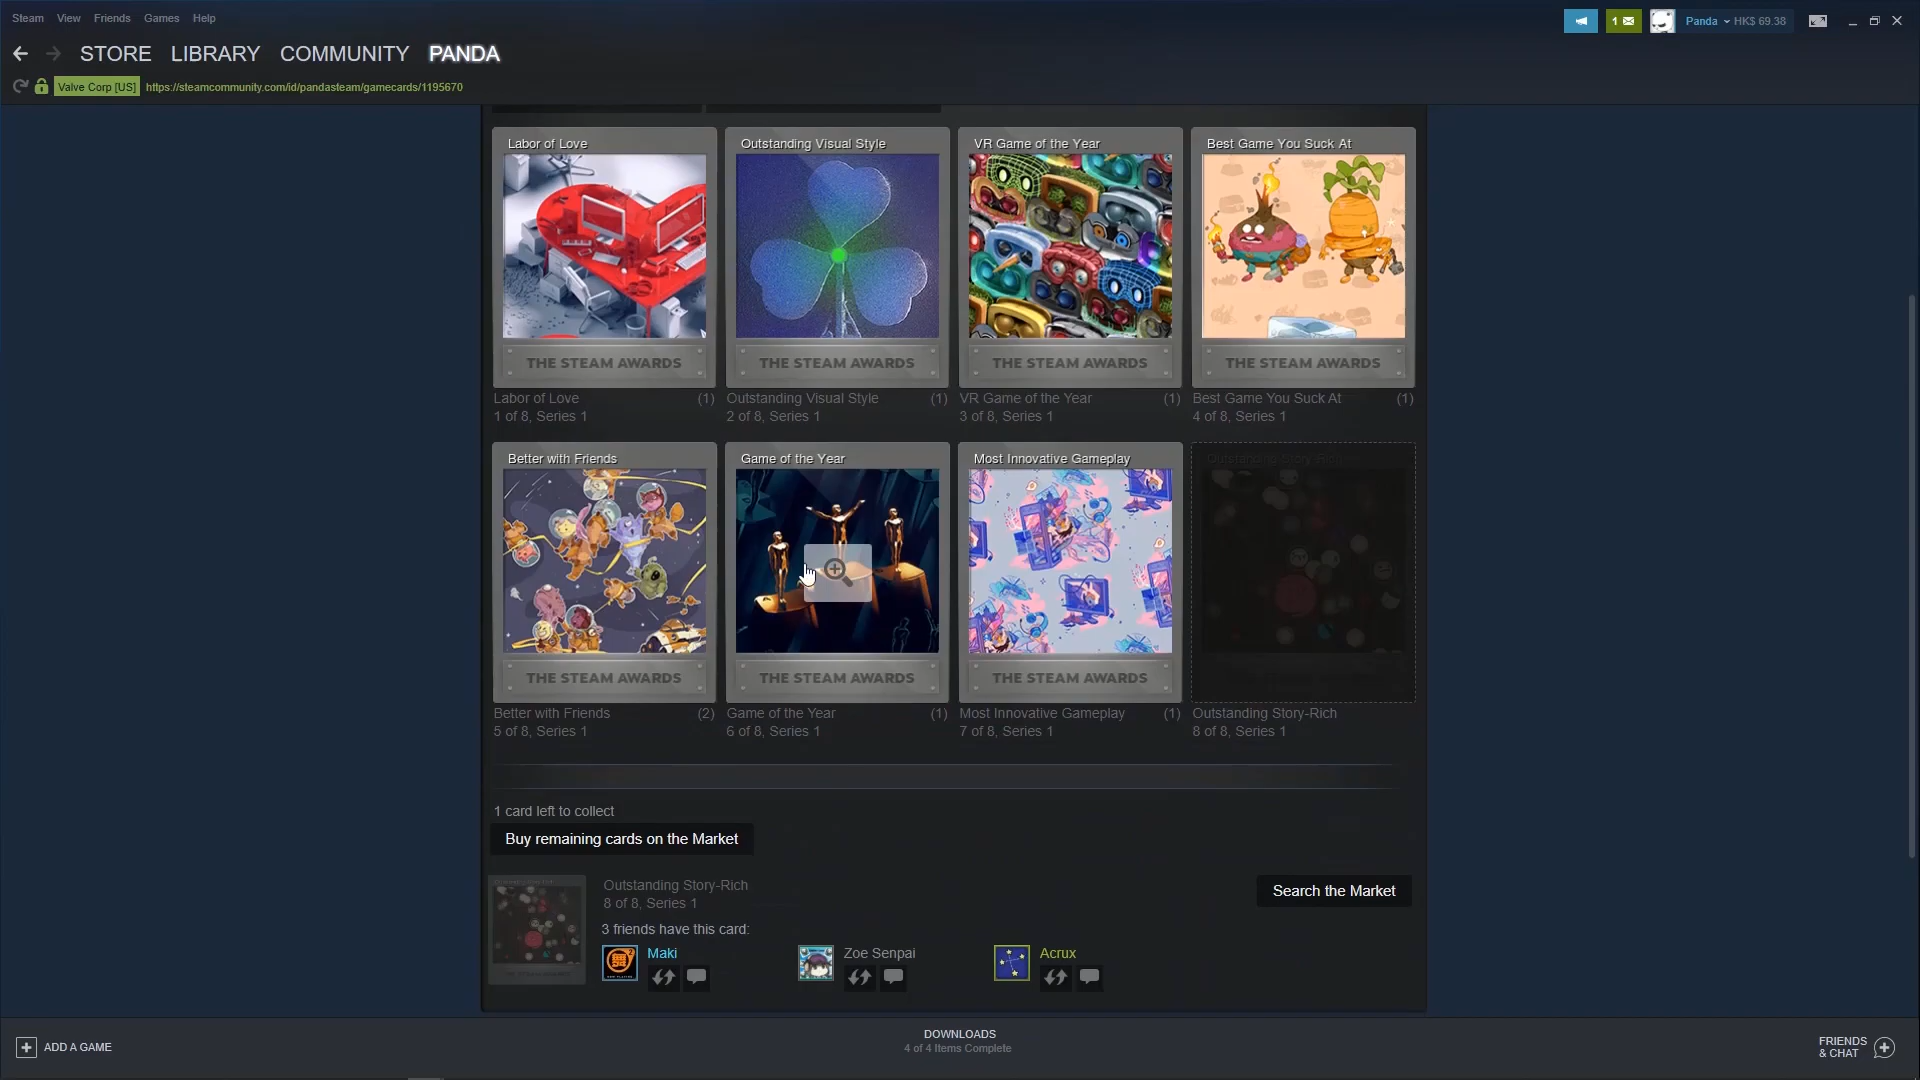 Steam View Friends Games Help
1 Panda HK$ 69.38
STORE LIBRARY COMMUNITY PANDA
Valve Corp [US] https://steamcommunity.com/id/pandasteam/gamecards/1195670
Labor of Love Outstanding Visual Style VR Game of the Year Best Game You Suck At
THE STEAM AWARDS THE STEAM AWARDS THE STEAM AWARDS THE STEAM AWARDS
Labor of Love (1) Outstanding Visual Style (1) VR Game of the Year (1) Best Game You Suck At (1)
1 of 8, Series 1 2 of 8, Series 1 3 of 8, Series 1 4 of 8, Series 1
Better with Friends Game of the Year Most Innovative Gameplay Outstanding Story-Rich
THE STEAM AWARDS THE STEAM AWARDS THE STEAM AWARDS
Better with Friends (2) Game of the Year (1) Most Innovative Gameplay (1) Outstanding Story-Rich
5 of 8, Series 1 6 of 8, Series 1 7 of 8, Series 1 8 of 8, Series 1
1 card left to collect
Buy remaining cards on the Market
Outstanding Story-Rich Search the Market
8 of 8, Series 1
3 friends have this card:
Maki Zoe Senpai Acrux
ADD A GAME
DOWNLOADS
4 of 4 Items Complete
FRIENDS
& CHAT